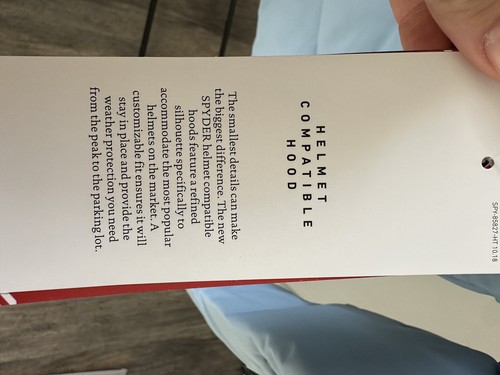 SPY-85827-HT 10.18
HELMET
COMPATIBLE
HOOD
The smallest details can make
the biggest difference. The new
SPYDER helmet compatible
hoods feature a refined
silhouette specifically to
accommodate the most popular
helmets on the market. A
customizable fit ensures it will
stay in place and provide the
weather protection you need
from the peak to the parking lot.